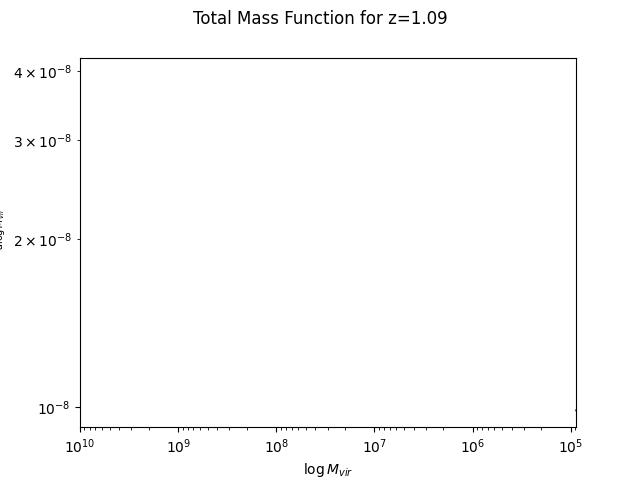 Total Mass Function for z=1.09
4 × 10⁻⁸
3 × 10⁻⁸
2 × 10⁻⁸
10⁻⁸
10¹⁰ 10⁹ 10⁸ 10⁷ 10⁶ 10⁵
log M_vir